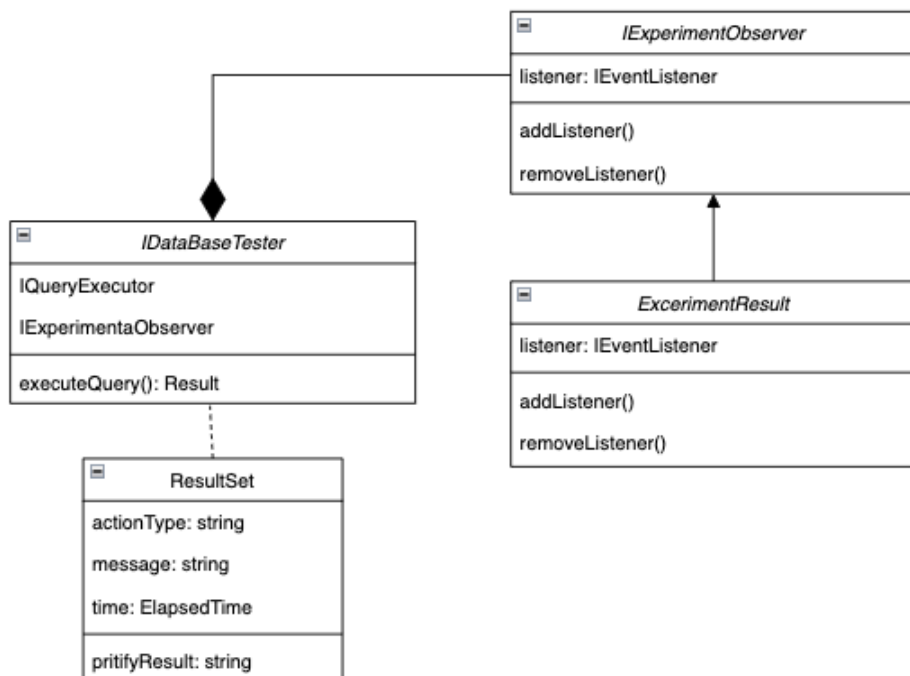 IExperimentObserver
listener: IEventListener
addListener()
removeListener()
IDataBaseTester
IQueryExecutor
IExperimentaObserver
executeQuery(): Result
ExcerimentResult
listener: IEventListener
addListener()
removeListener()
ResultSet
actionType: string
message: string
time: ElapsedTime
pritifyResult: string